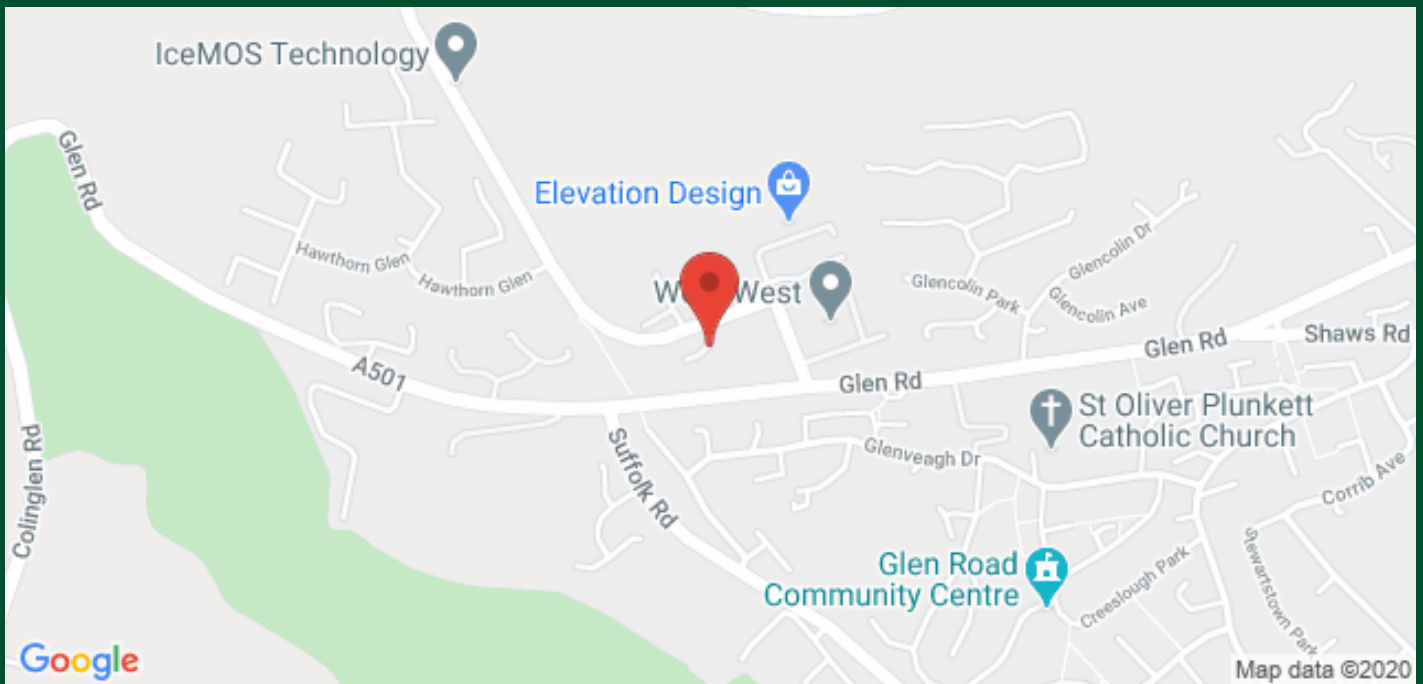 IceMOS Technology
Glen Rd
Elevation Design
Hawthorn Glen
Hawthorn Glen
Glencolin Dr
Glencolin Park
Glencolin Ave
West
Glen Rd
Shaws Rd
A501
Glen Rd
St Oliver Plunkett
Catholic Church
Suffolk Rd
Glenveagh Dr
Colinglen Rd
Corrib Ave
Glen Road
Community Centre
Creeslough Park
Stewartstown Park
Google
Map data ©2020